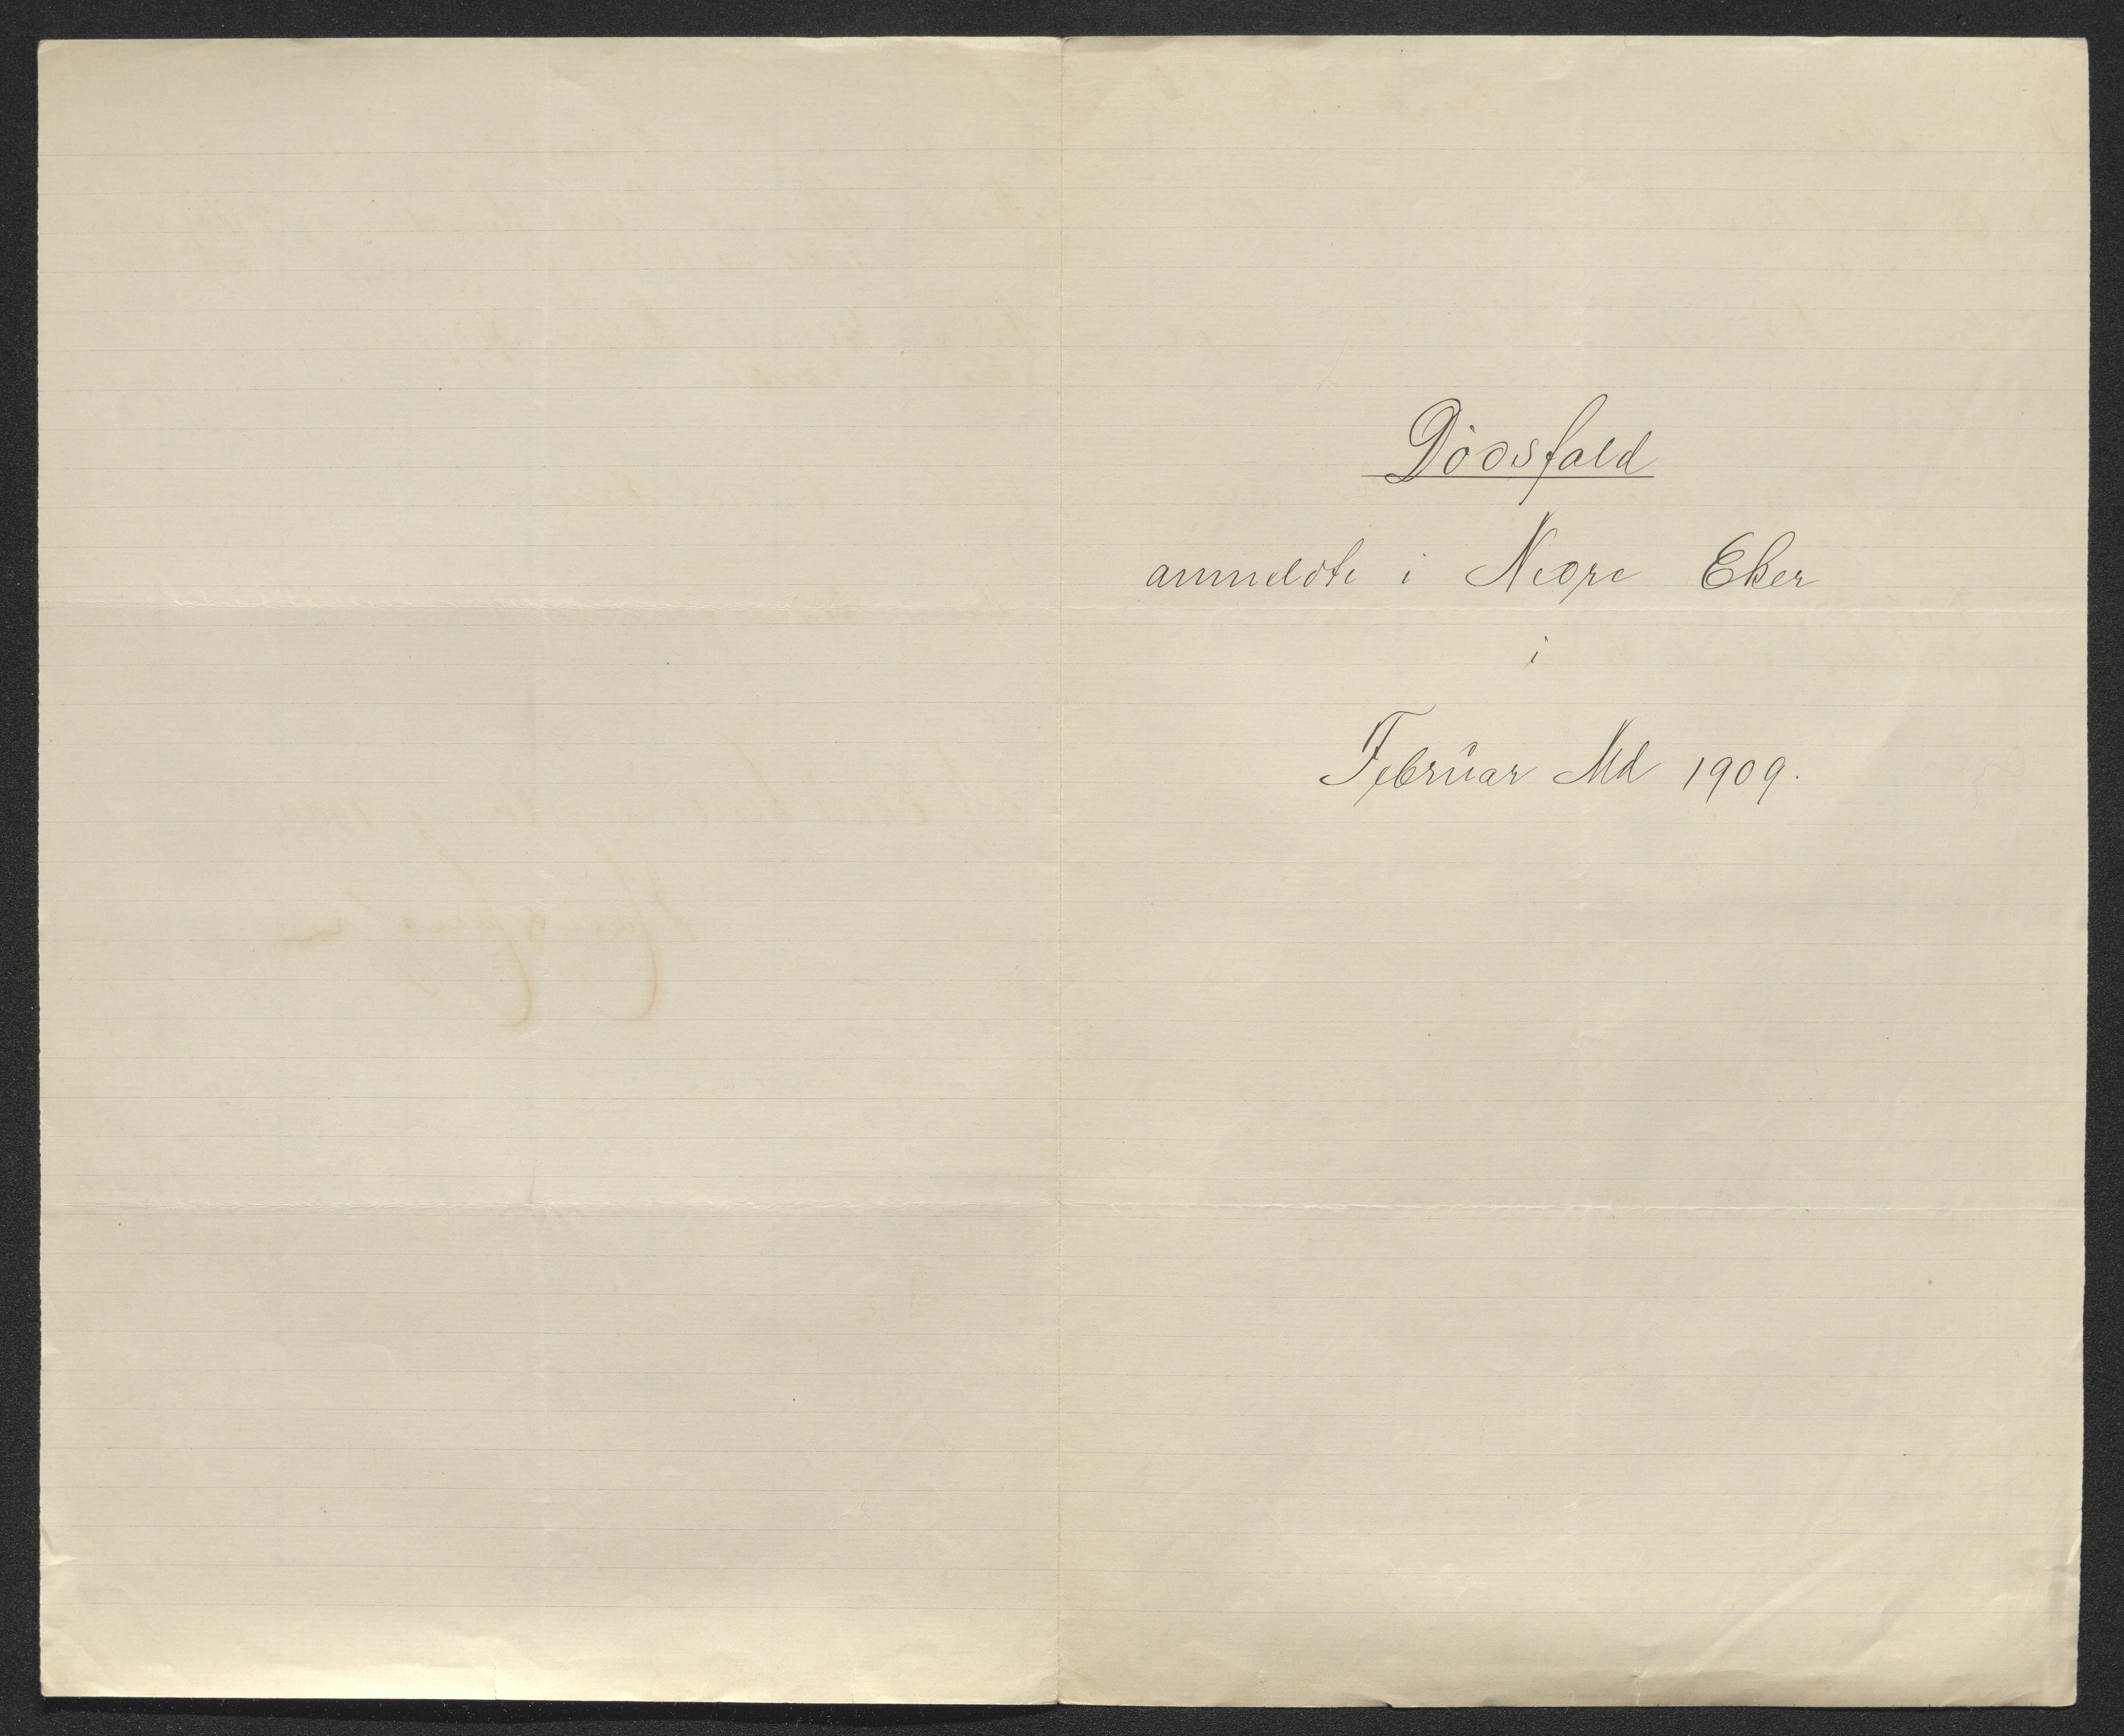 Dödsfald
anmeldte i Nedre Eker
i
Februar Md 1909.